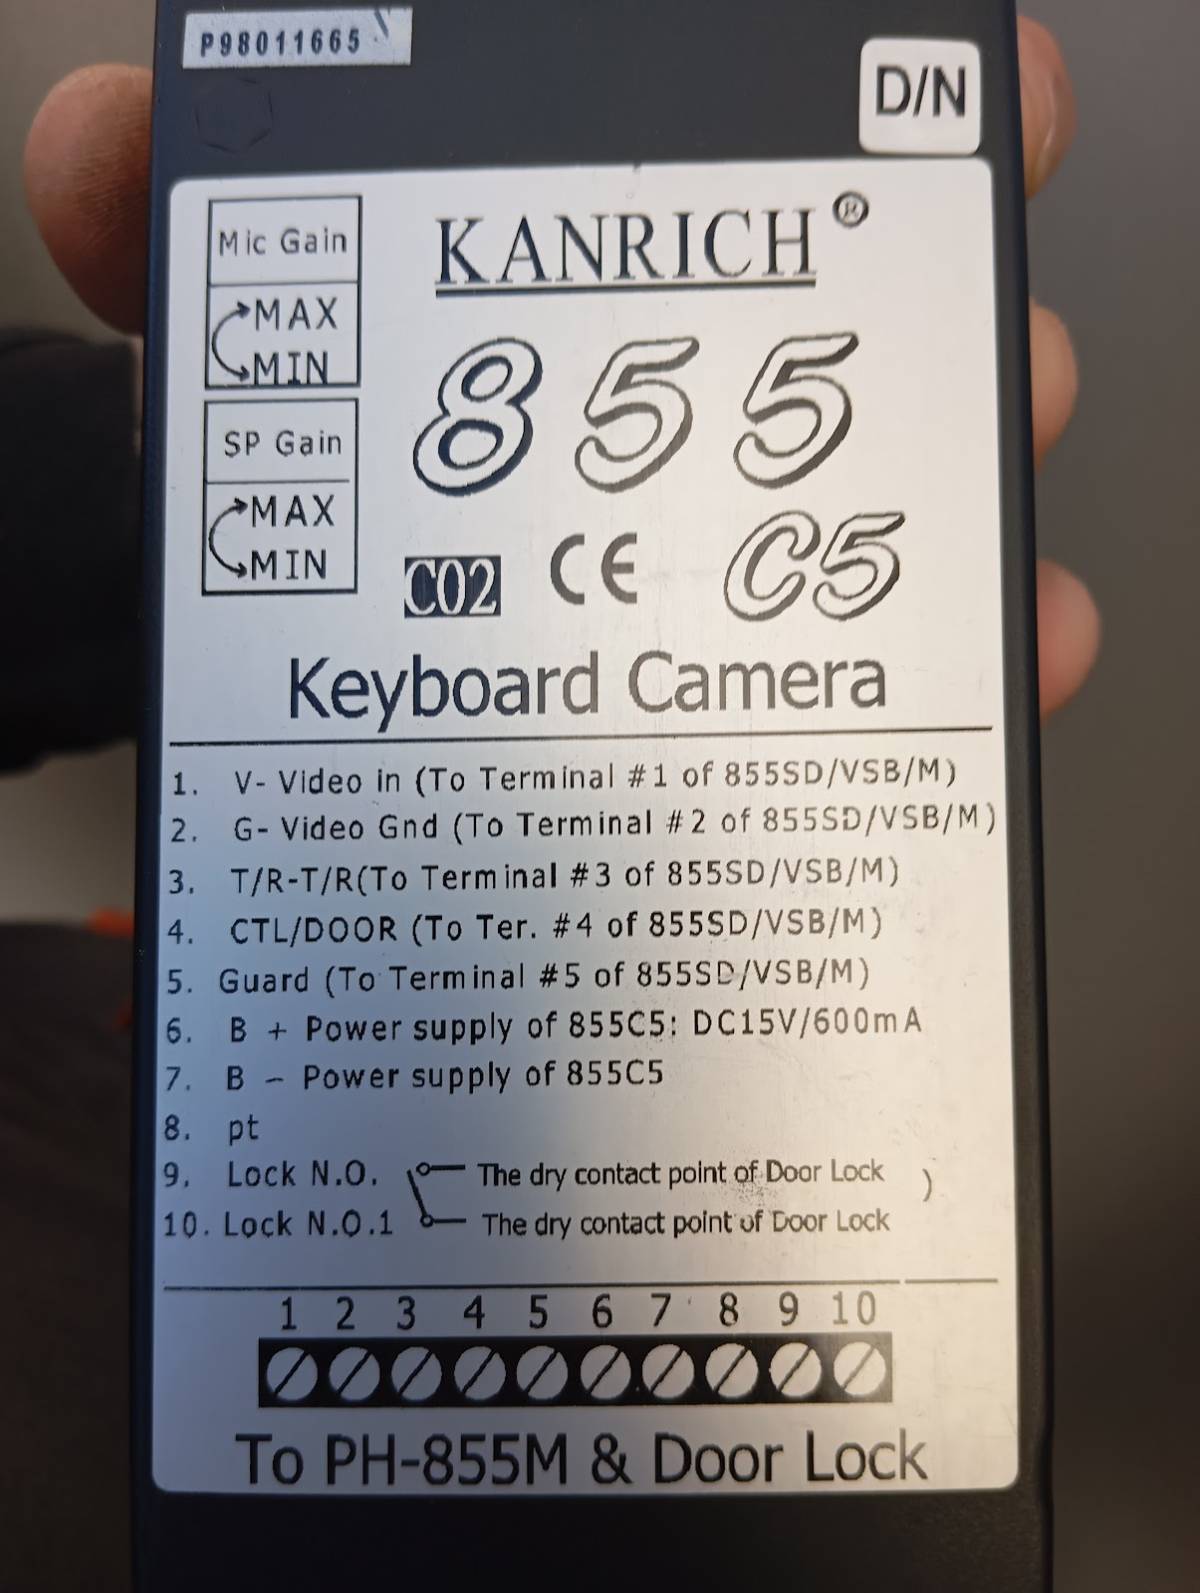 P98011665
D/N
Mic Gain
MAX
MIN
SP Gain
MAX
MIN
KANRICH®
855
C02 CE C5
Keyboard Camera
1. V- Video in (To Terminal #1 of 855SD/VSB/M)
2. G- Video Gnd (To Terminal #2 of 855SD/VSB/M)
3. T/R-T/R(To Terminal #3 of 855SD/VSB/M)
4. CTL/DOOR (To Ter. #4 of 855SD/VSB/M)
5. Guard (To Terminal #5 of 855SD/VSB/M)
6. B + Power supply of 855C5: DC15V/600mA
7. B - Power supply of 855C5
8. pt
9. Lock N.O. The dry contact point of Door Lock )
10. Lock N.O.1 The dry contact point of Door Lock
1 2 3 4 5 6 7 8 9 10
To PH-855M & Door Lock